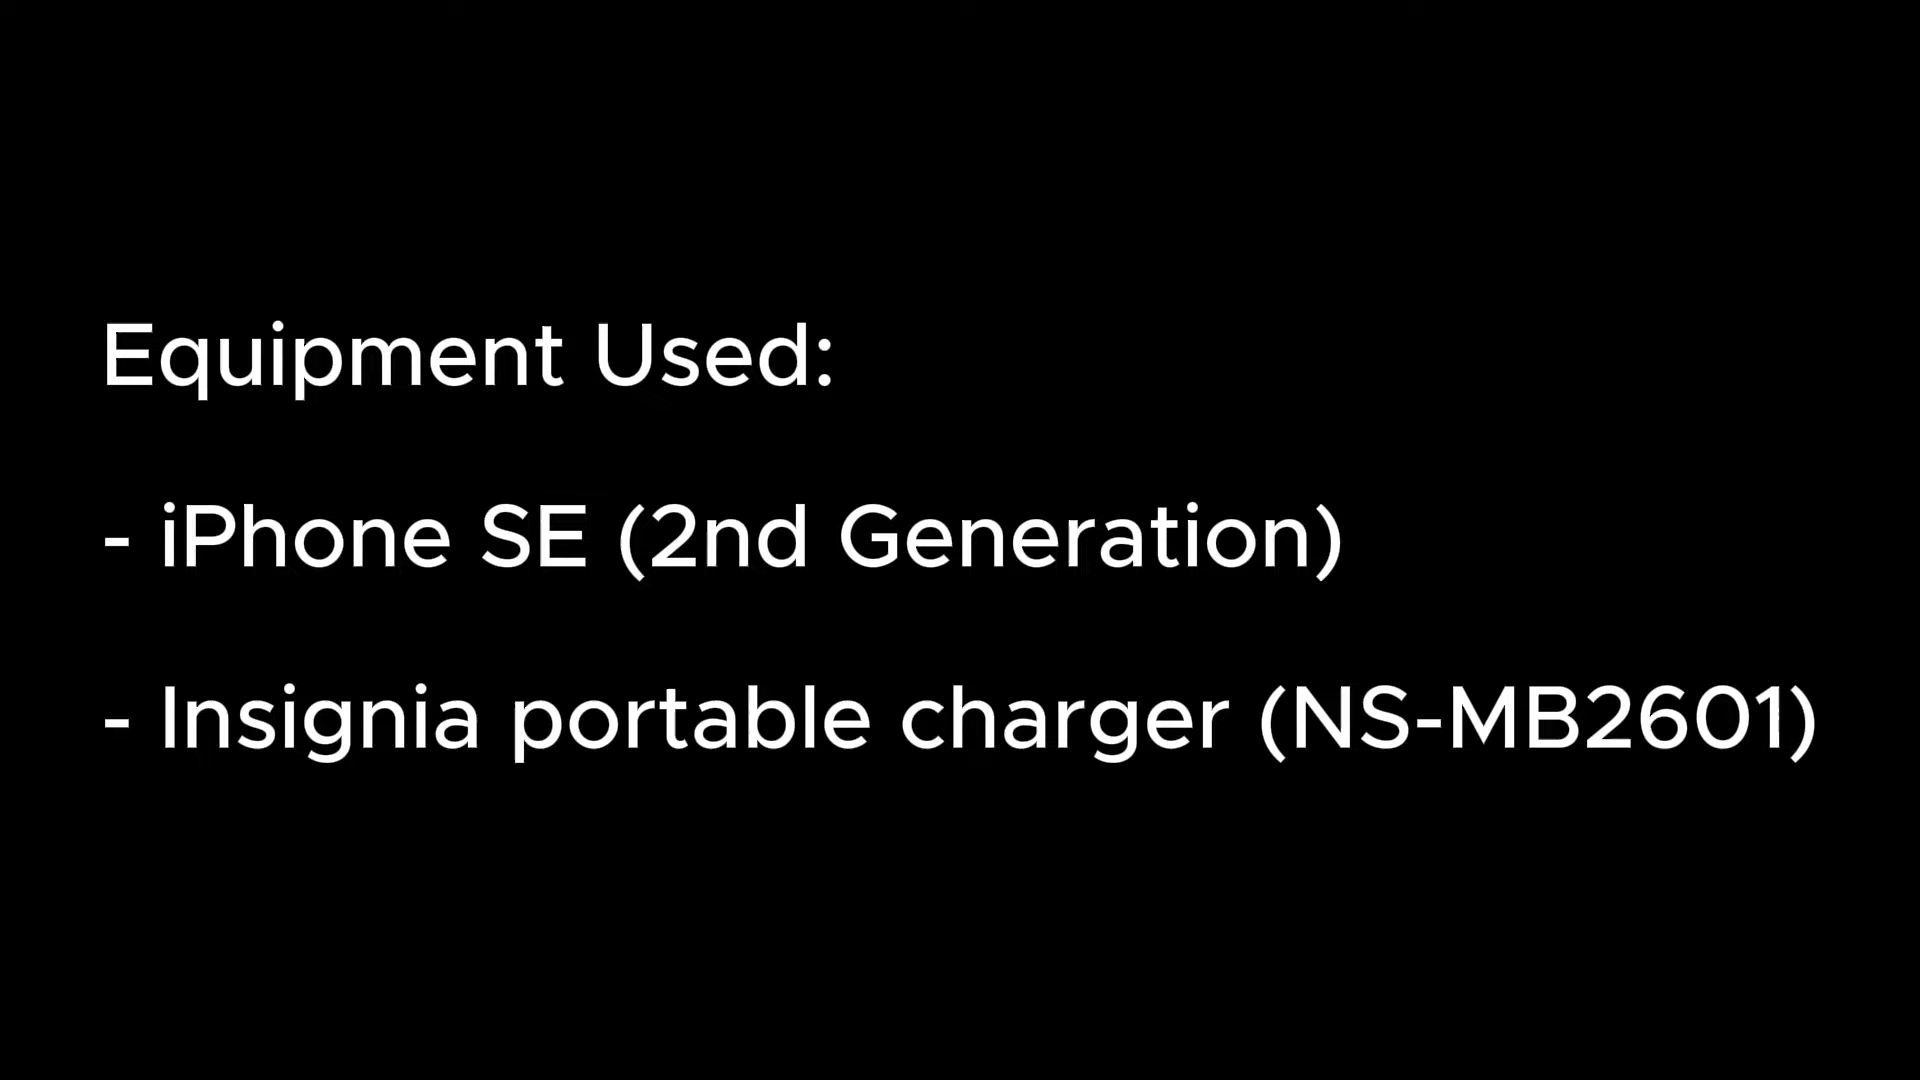 Equipment Used:
- iPhone SE (2nd Generation)
- Insignia portable charger (NS-MB2601)